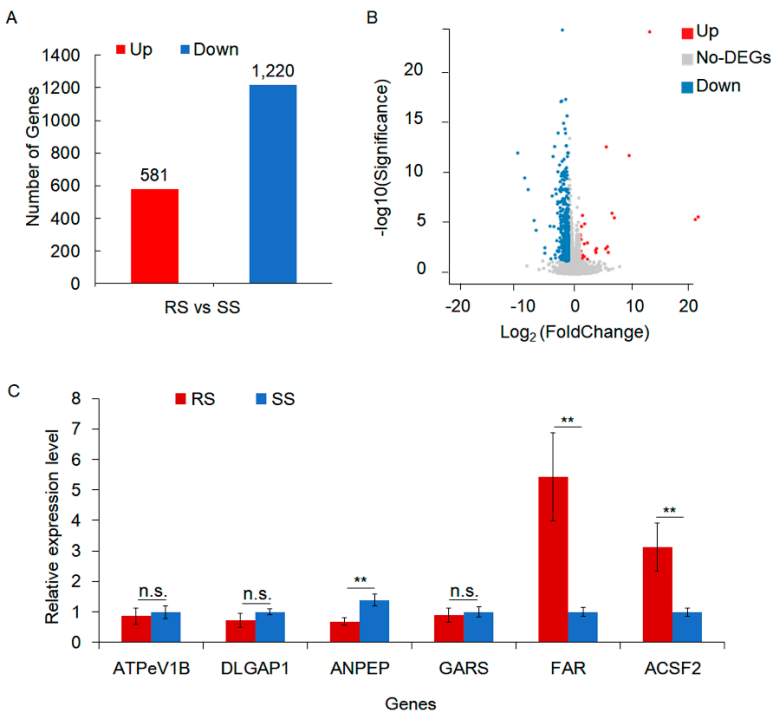 A
Up Down
1400
1200
1000
800
600
400
200
0
581
1,220
Number of Genes
RS vs SS
B
Up
No-DEGs
Down
20
15
10
5
0
-log10(Significance)
-20 -10 0 10 20
Log2 (FoldChange)
C
RS SS
8
7
6
5
4
3
2
1
0
Relative expression level
n.s. n.s. ** n.s. ** **
ATPeV1B DLGAP1 ANPEP GARS FAR ACSF2
Genes